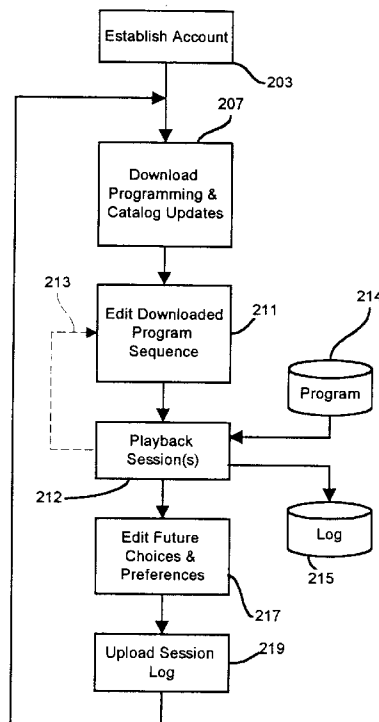 Establish Account
203
207
Download
Programming &
Catalog Updates
213
Edit Downloaded
Program
Sequence
211
214
Program
Playback
Session(s)
212
Log
215
Edit Future
Choices &
Preferences
217
Upload Session
Log
219